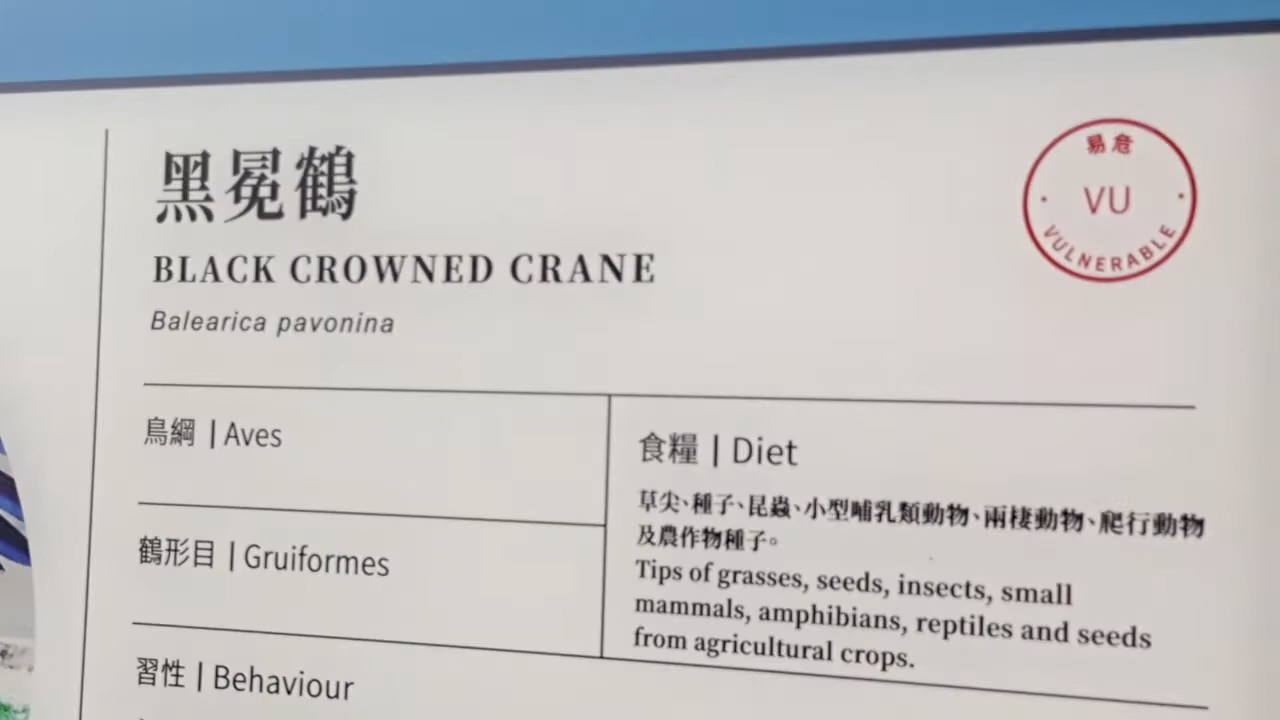 黑冕鶴
BLACK CROWNED CRANE
Balearica pavonina
易危
VU
VULNERABLE
鳥綱 | Aves
鶴形目 | Gruiformes
習性 | Behaviour
食糧 | Diet
草尖、種子、昆蟲、小型哺乳類動物、兩棲動物、爬行動物
及農作物種子。
Tips of grasses, seeds, insects, small
mammals, amphibians, reptiles and seeds
from agricultural crops.